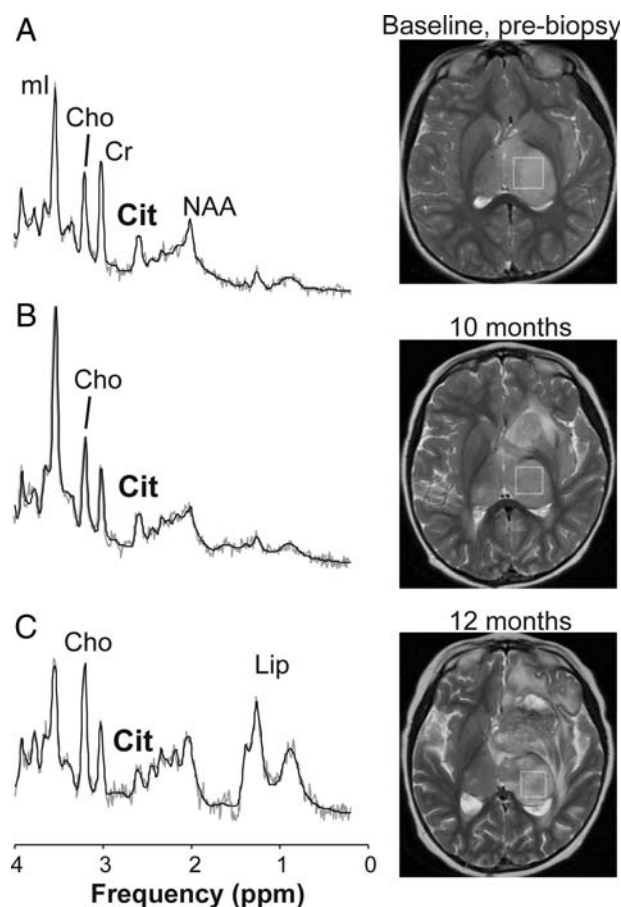 A
Baseline, pre-biopsy
mI
Cho
Cr
Cit
NAA
B
10 months
Cho
Cit
C
12 months
Cho
Lip
Cit
4 3 2 1 0
Frequency (ppm)